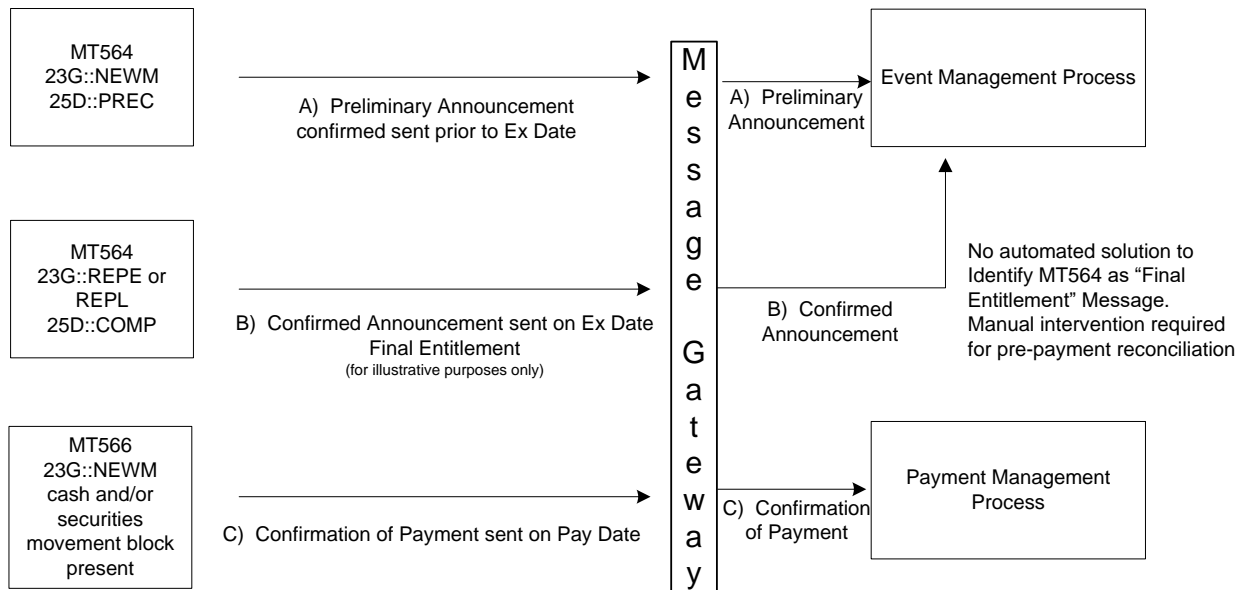 MT564
23G::NEWM
25D::PREC
A) Preliminary Announcement
confirmed sent prior to Ex Date
A) Preliminary
Announcement
Event Management Process
MT564
23G::REPE or
REPL
25D::COMP
B) Confirmed Announcement sent on Ex Date
Final Entitlement
(for illustrative purposes only)
Message Gateway
B) Confirmed
Announcement
No automated solution to
Identify MT564 as “Final
Entitlement” Message.
Manual intervention required
for pre-payment reconciliation
MT566
23G::NEWM
cash and/or
securities
movement block
present
C) Confirmation of Payment sent on Pay Date
C) Confirmation
of Payment
Payment Management
Process